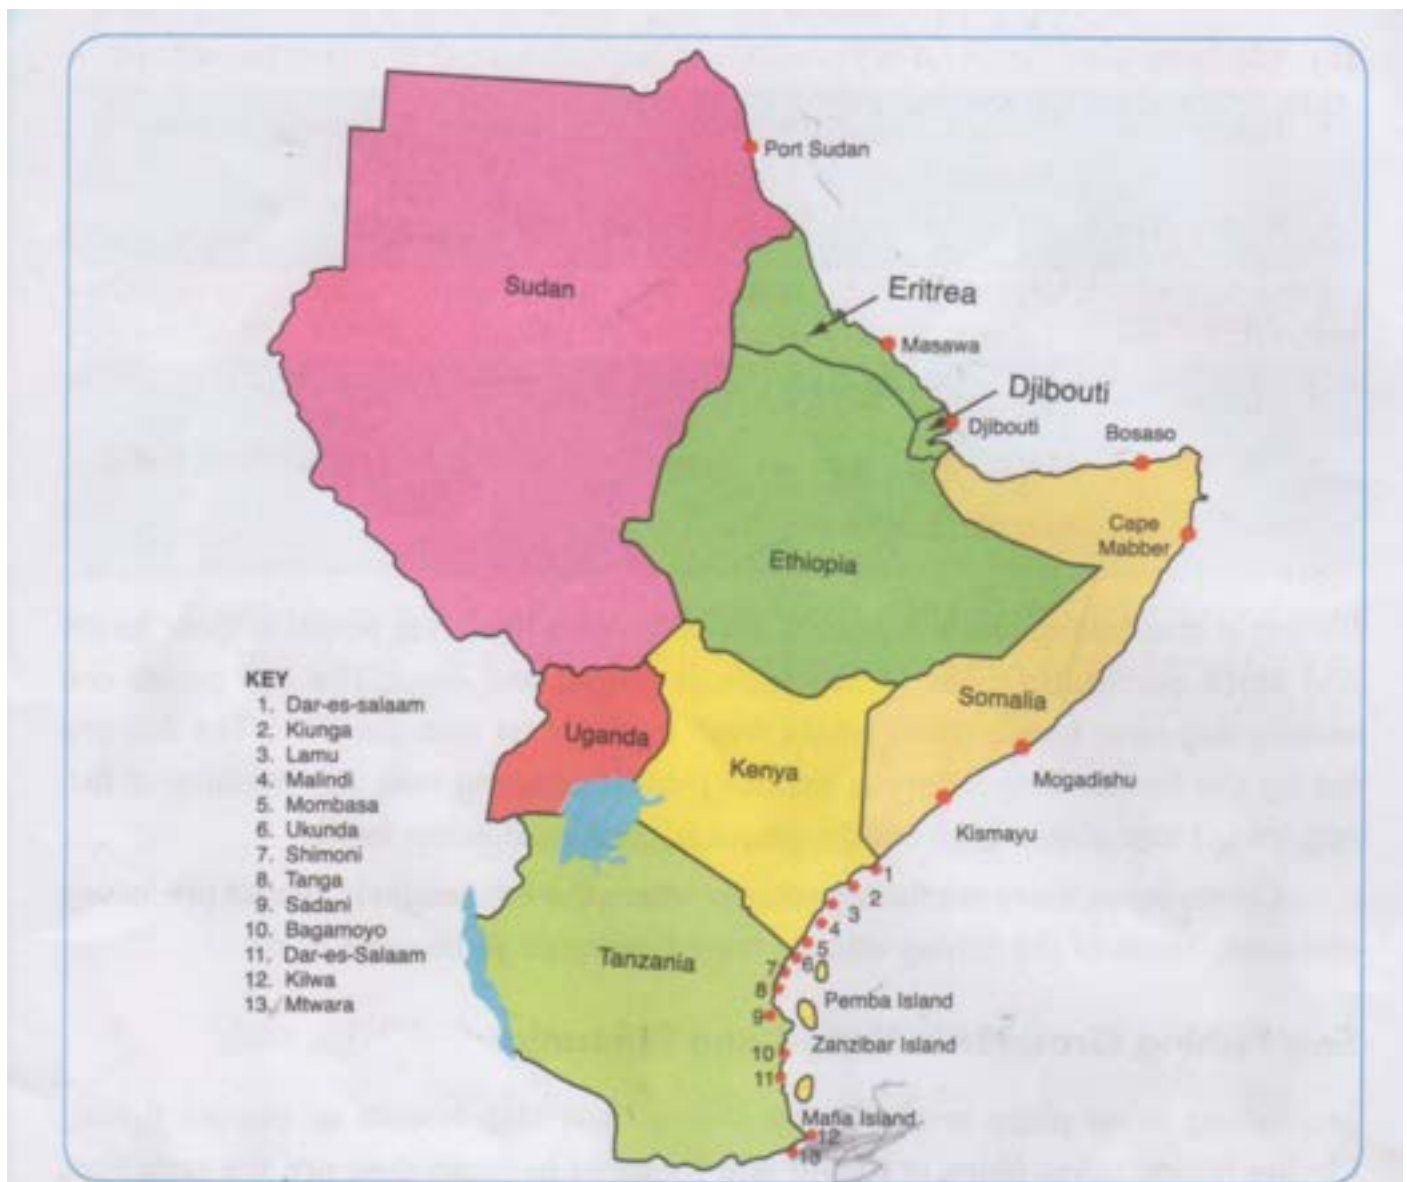 Port Sudan
Sudan
Eritrea
Masawa
Djibouti
Djibouti
Bosaso
Cape
Mabber
Ethiopia
Somalia
Mogadishu
Kismayu
Uganda
Kenya
Tanzania
KEY
1. Dar-es-salaam
2. Kiunga
3. Lamu
4. Malindi
5. Mombasa
6. Ukunda
7. Shimoni
8. Tanga
9. Sadani
10. Bagamoyo
11. Dar-es-Salaam
12. Kilwa
13. Mtwara
1
2
3
4
5
6
7
8
9
10
11
12
13
Pemba Island
Zanzibar Island
Mafia Island